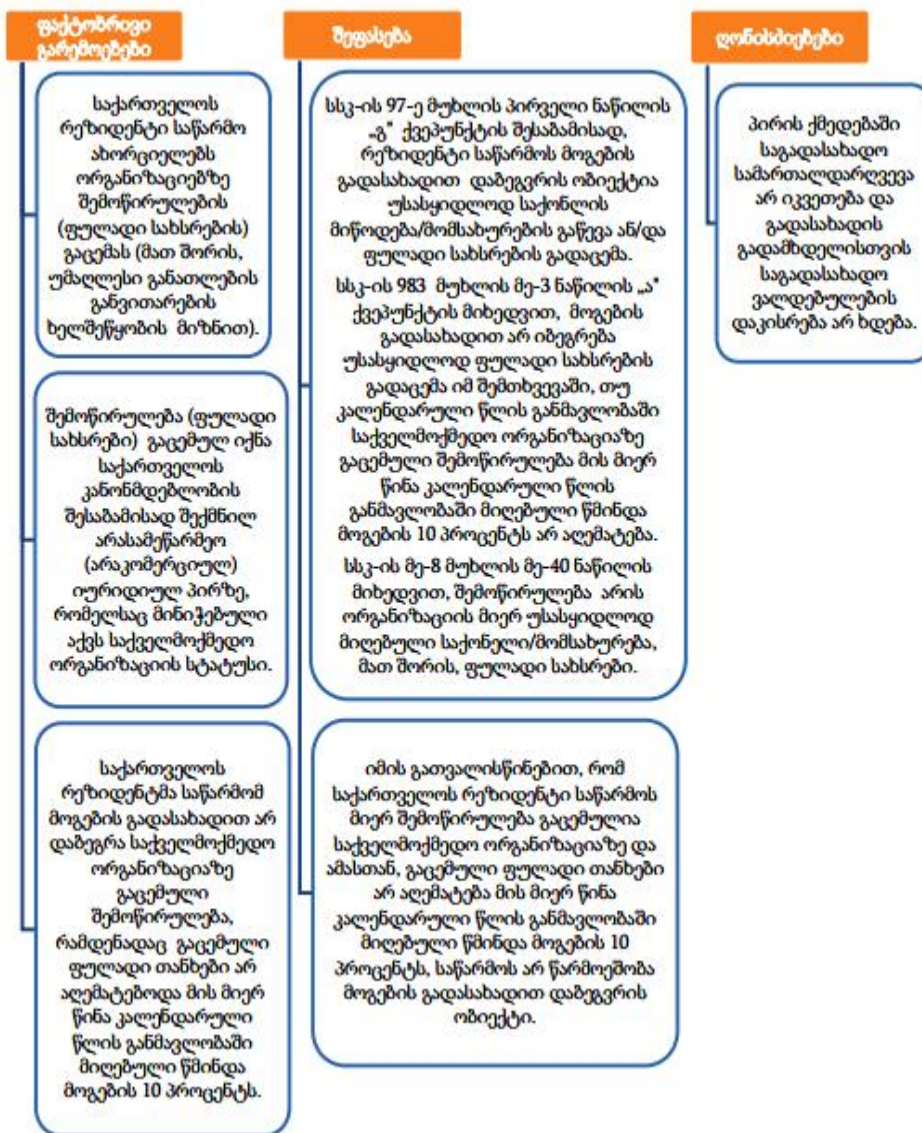 ფაქტობრივი
გარემოებები
საქართველოს
რეზიდენტი საწარმო
ახორციელებს
ორგანიზაციებზე
შემოწირულების
(ფულადი სახსრების)
გაცემას (მათ შორის,
უმაღლესი განათლების
განვითარების
ხელშეწყობის მიზნით).
შემოწირულება (ფულადი
სახსრები) გაცემულ იქნა
საქართველოს
კანონმდებლობის
შესაბამისად შექმნილ
არასამეწარმეო
(არაკომერციულ)
იურიდიულ პირზე,
რომელსაც მინიჭებული
აქვს საქველმოქმედო
ორგანიზაციის სტატუსი.
საქართველოს
რეზიდენტმა საწარმომ
მოგების გადასახადით არ
დაბეგრა საქველმოქმედო
ორგანიზაციაზე
გაცემული
შემოწირულება,
რამდენადაც გაცემული
ფულადი თანხები არ
აღემატებოდა მის მიერ
წინა კალენდარული
წლის განმავლობაში
მიღებული წმინდა
მოგების 10 პროცენტს.
შეფასება
სსკ-ის 97-ე მუხლის პირველი ნაწილის
„გ“ ქვეპუნქტის შესაბამისად,
რეზიდენტი საწარმოს მოგების
გადასახადით დაბეგვრის ობიექტია
უსასყიდლოდ საქონლის
მიწოდება/მომსახურების გაწევა ან/და
ფულადი სახსრების გადაცემა.
სსკ-ის 983 მუხლის მე-3 ნაწილის „ა“
ქვეპუნქტის მიხედვით, მოგების
გადასახადით არ იბეგრება
უსასყიდლოდ ფულადი სახსრების
გადაცემა იმ შემთხვევაში, თუ
კალენდარული წლის განმავლობაში
საქველმოქმედო ორგანიზაციაზე
გაცემული შემოწირულება მის მიერ
წინა კალენდარული წლის
განმავლობაში მიღებული წმინდა
მოგების 10 პროცენტს არ აღემატება.
სსკ-ის მე-8 მუხლის მე-40 ნაწილის
მიხედვით, შემოწირულება არის
ორგანიზაციის მიერ უსასყიდლოდ
მიღებული საქონელი/მომსახურება,
მათ შორის, ფულადი სახსრები.
იმის გათვალისწინებით, რომ
საქართველოს რეზიდენტი საწარმოს
მიერ შემოწირულება გაცემულია
საქველმოქმედო ორგანიზაციაზე და
ამასთან, გაცემული ფულადი თანხები
არ აღემატება მის მიერ წინა
კალენდარული წლის განმავლობაში
მიღებული წმინდა მოგების 10
პროცენტს, საწარმოს არ წარმოეშობა
მოგების გადასახადით დაბეგვრის
ობიექტი.
ღონისძიებები
პირის ქმედებაში
საგადასახადო
სამართალდარღვევა
არ იკვეთება და
გადასახადის
გადამხდელისთვის
საგადასახადო
ვალდებულების
დაკისრება არ ხდება.